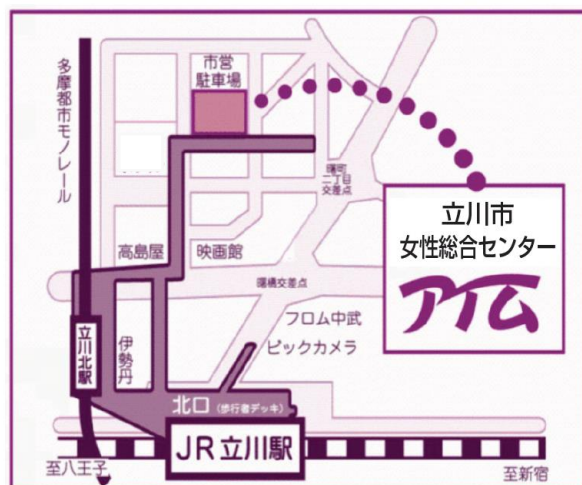 多摩都市モノレール
市営
駐車場
曙町
二丁目
交差点
立川市
女性総合センター
アイム
高島屋
映画館
曙橋交差点
フロム中武
ビックカメラ
伊勢丹
立川北駅
北口(歩行者デッキ)
JR立川駅
至八王子
至新宿